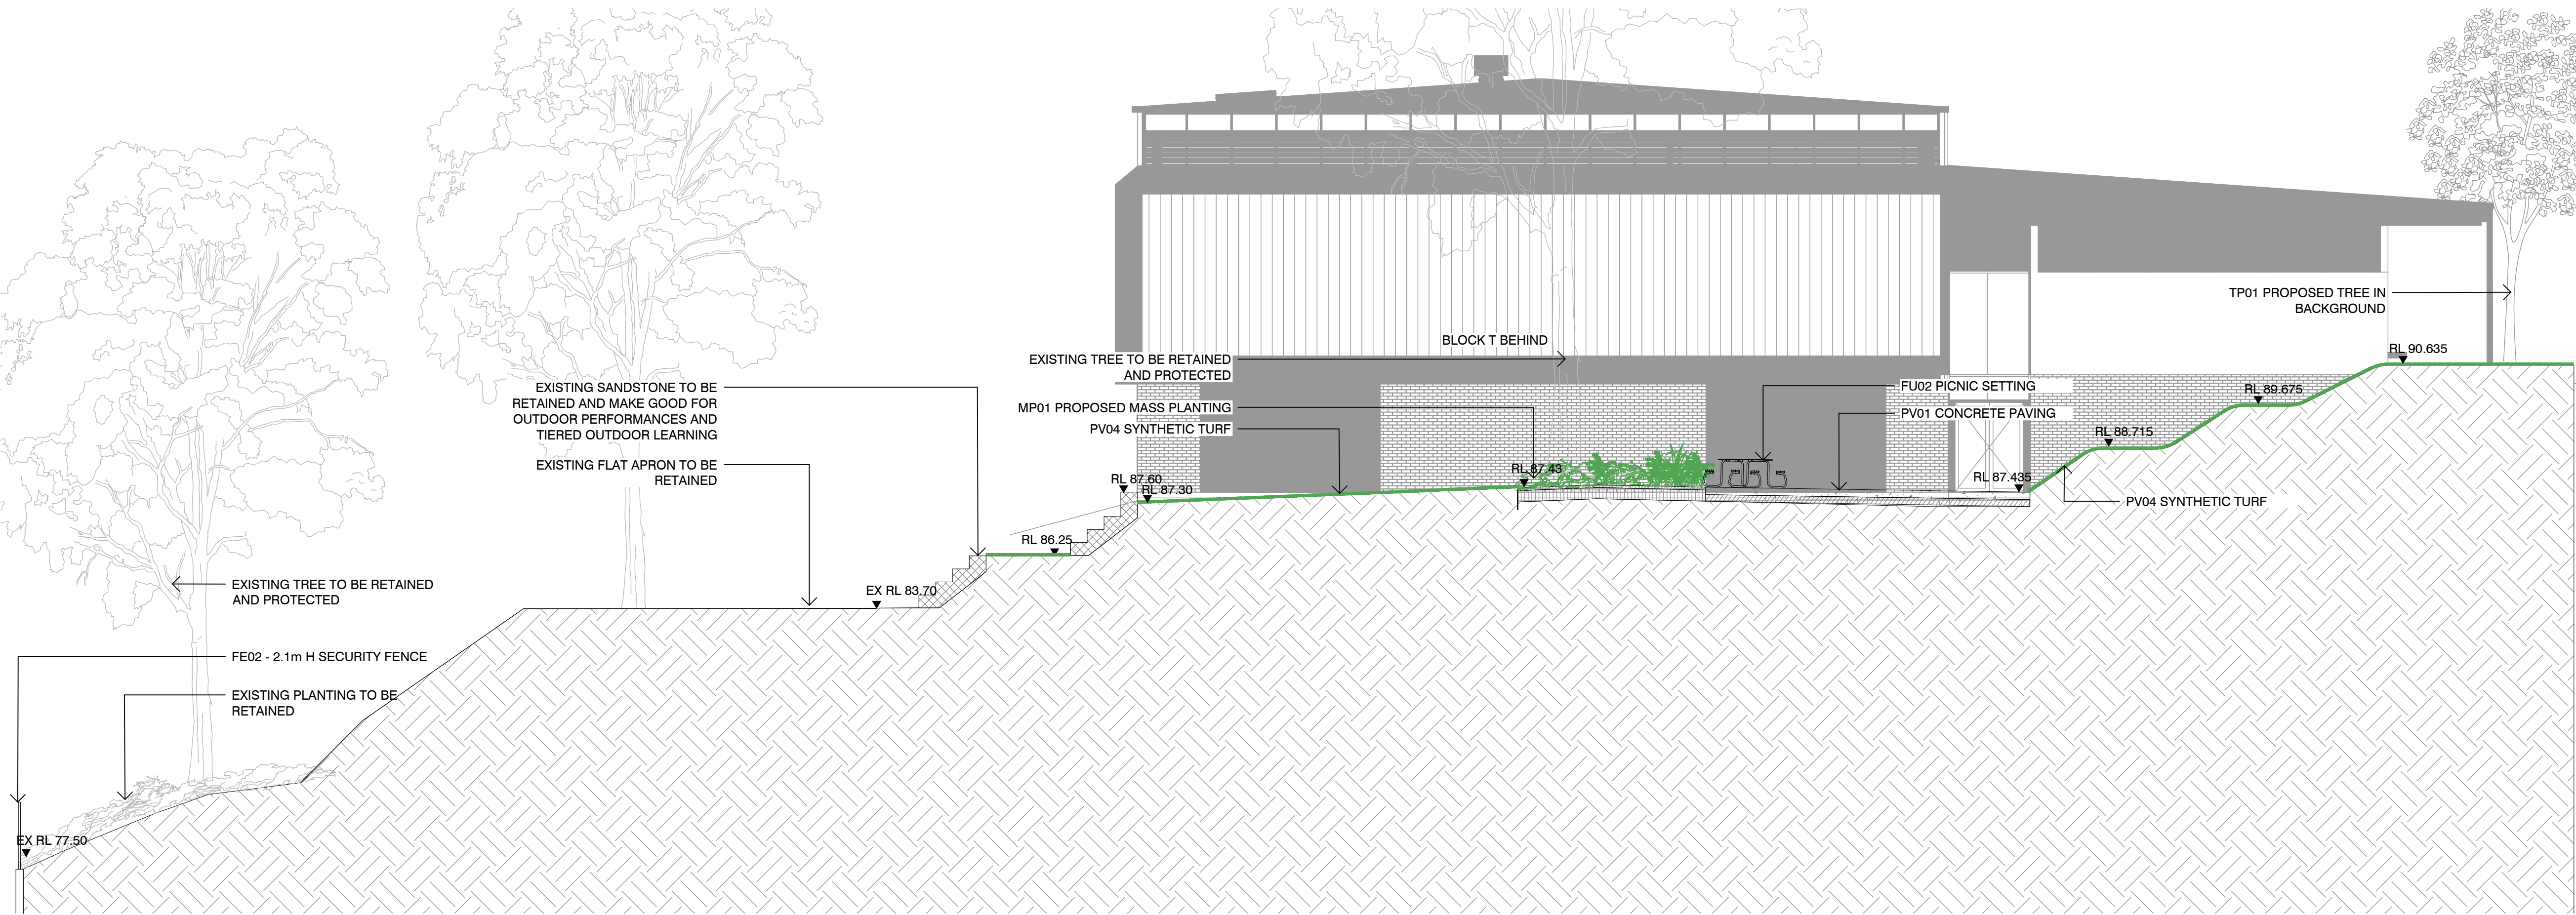 TP01 PROPOSED TREE IN
BACKGROUND
BLOCK T BEHIND
RL 90.635
EXISTING TREE TO BE RETAINED
AND PROTECTED
EXISTING SANDSTONE TO BE
RETAINED AND MAKE GOOD FOR
OUTDOOR PERFORMANCES AND
TIERED OUTDOOR LEARNING
FU02 PICNIC SETTING
RL 89.675
MP01 PROPOSED MASS PLANTING
PV01 CONCRETE PAVING
PV04 SYNTHETIC TURF
RL 88.715
EXISTING FLAT APRON TO BE
RETAINED
RL 87.43
RL 87.60
RL 87.30
RL 87.435
PV04 SYNTHETIC TURF
RL 86.25
EXISTING TREE TO BE RETAINED
AND PROTECTED
EX RL 83.70
FE02 - 2.1m H SECURITY FENCE
EXISTING PLANTING TO BE
RETAINED
EX RL 77.50